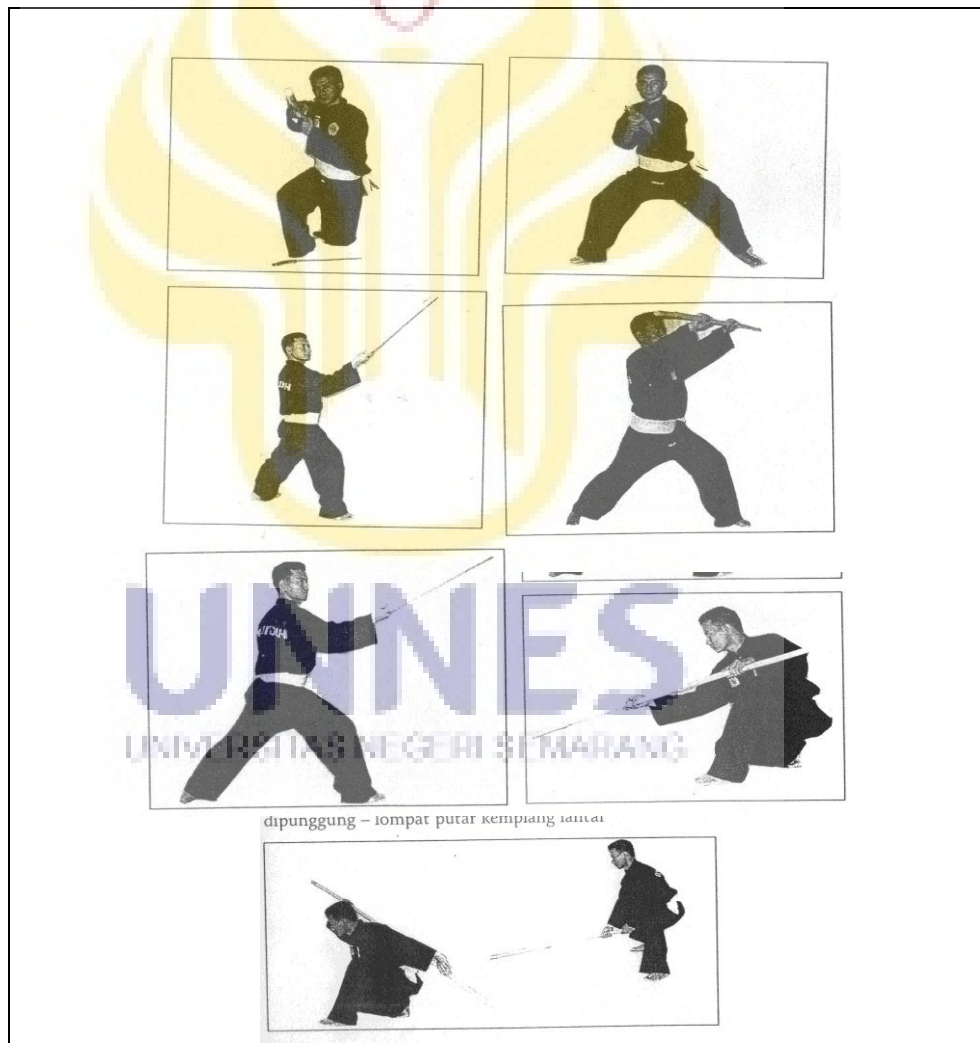 UNNES
UNIVERSITAS NEGERI SEMARANG
dipunggung – lompat putar kemplang lantai